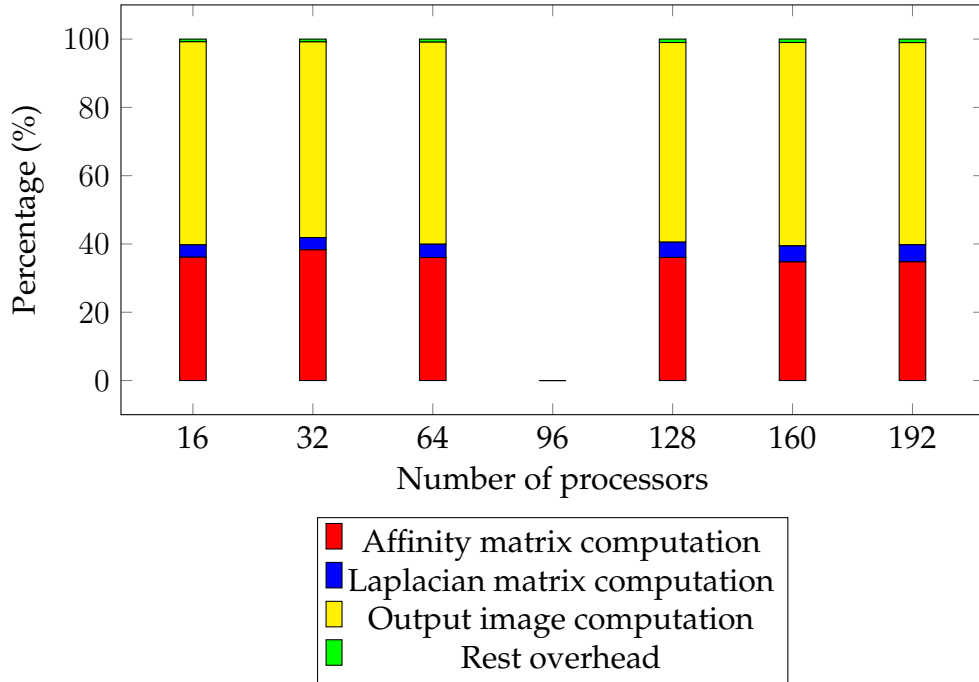 100
80
60
40
20
0
Percentage (%)
16 32 64 96 128 160 192
Number of processors
Affinity matrix computation
Laplacian matrix computation
Output image computation
Rest overhead